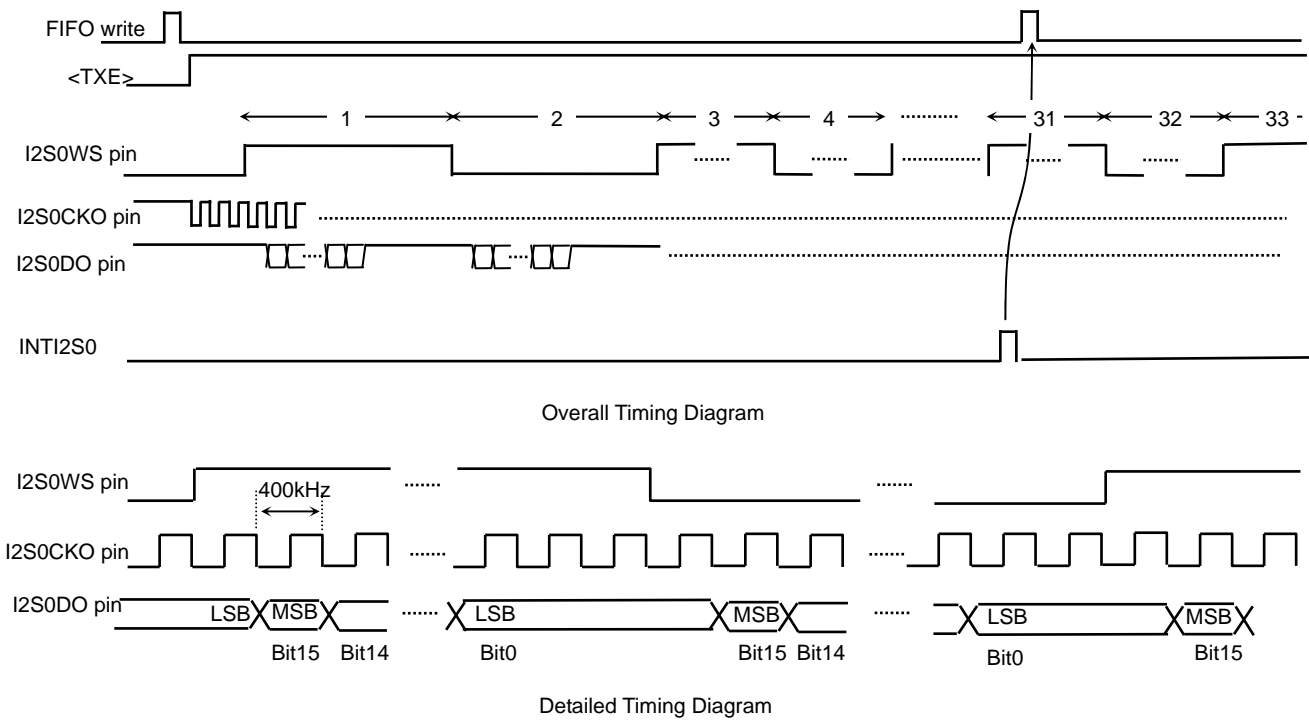 FIFO write
<TXE>
1 2 3 4 31 32 33
I2S0WS pin
I2S0CKO pin
I2S0DO pin
INTI2S0
Overall Timing Diagram
I2S0WS pin
400kHz
I2S0CKO pin
I2S0DO pin
LSB MSB LSB MSB LSB MSB
Bit15 Bit14 Bit0 Bit15 Bit14 Bit0 Bit15
Detailed Timing Diagram